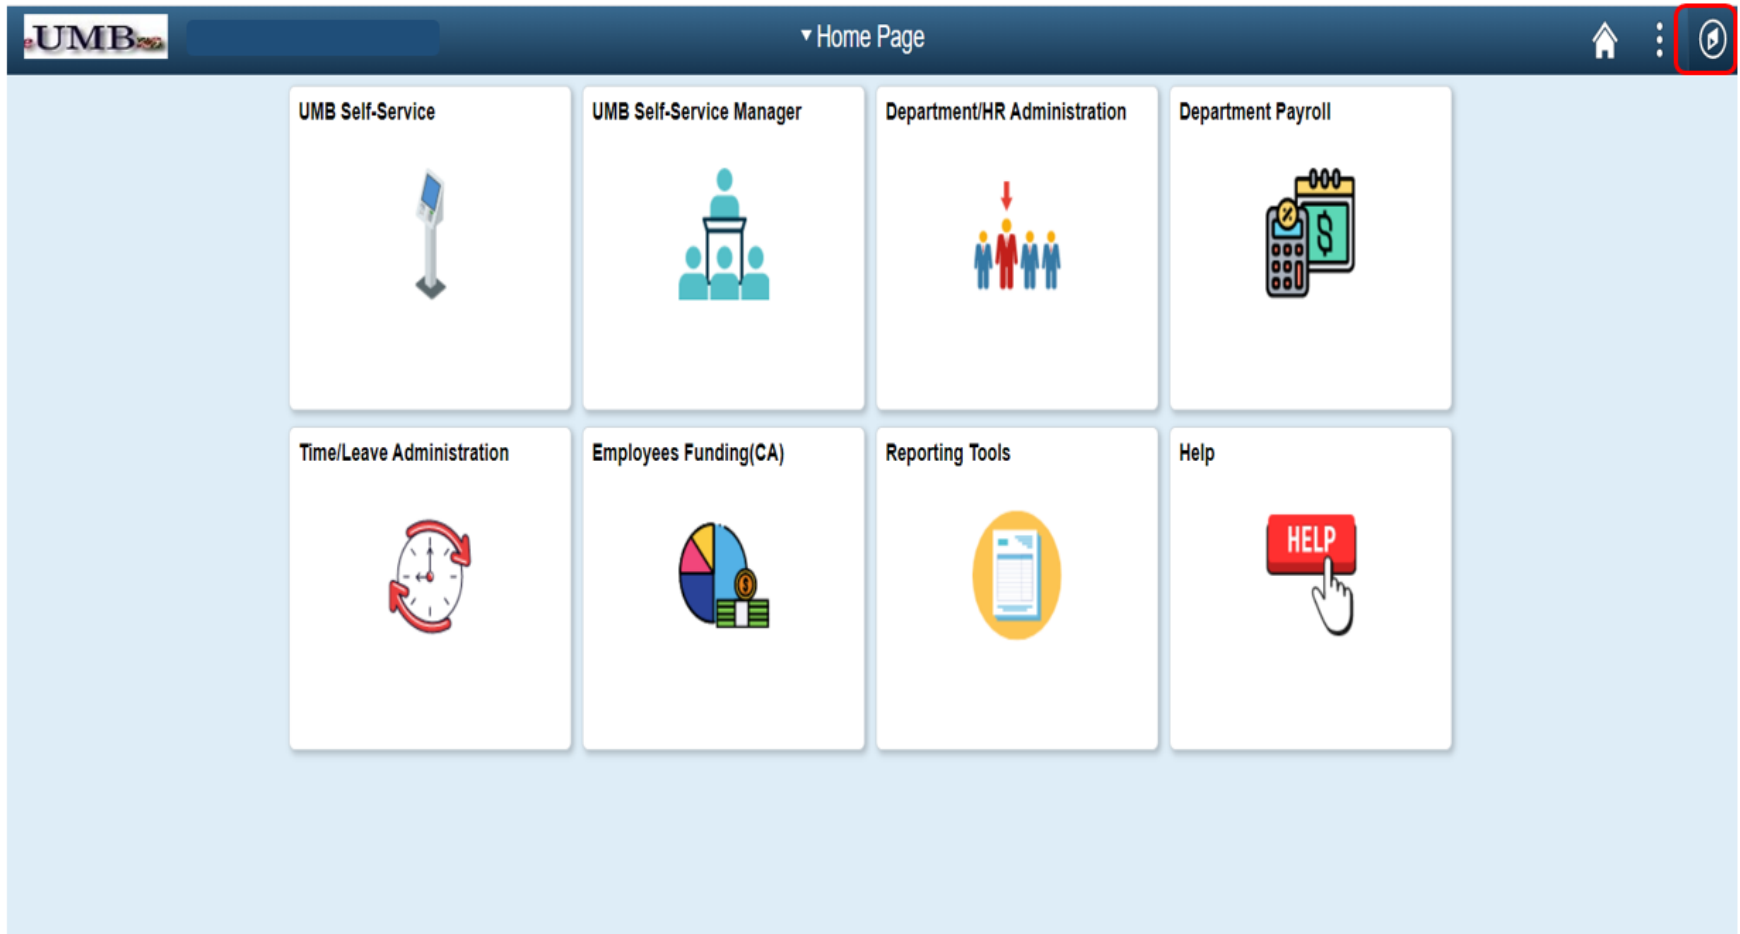 eUMB
Home Page
UMB Self-Service
UMB Self-Service Manager
Department/HR Administration
Department Payroll
Time/Leave Administration
Employees Funding(CA)
Reporting Tools
Help
HELP